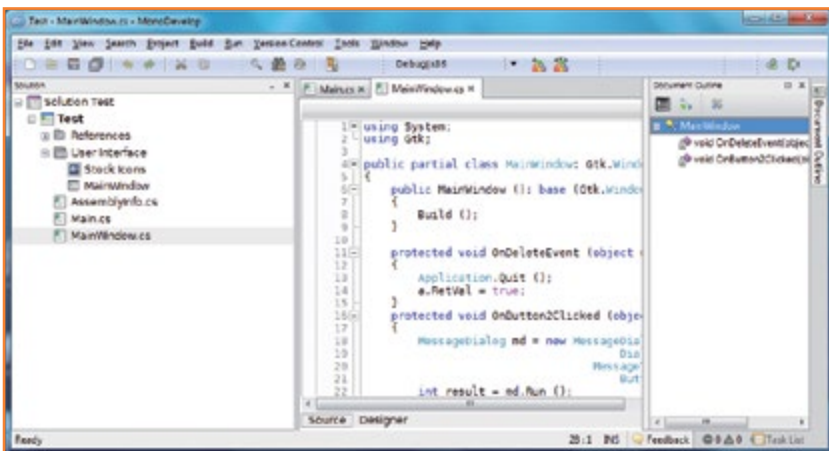 Test - MainWindow.cs - MonoDevelop
File Edit View Search Project Build Run Version Control Tools Window Help
Debug|x86
Solution
Solution Test
Test
References
User Interface
Stock Icons
MainWindow
AssemblyInfo.cs
Main.cs
MainWindow.cs
Main.cs
MainWindow.cs
1 using System;
2 using Gtk;
3
4 public partial class MainWindow: Gtk.Windo
5 {
6 public MainWindow (): base (Gtk.Window
7 {
8 Build ();
9 }
10
11 protected void OnDeleteEvent (object
12 {
13 Application.Quit ();
14 a.RetVal = true;
15 }
16 protected void OnButton2Clicked (obje
17 {
18 MessageDialog md = new MessageDia
19 Dia
20 Message
21 But
22 int result = md.Run ();
Source Designer
Document Outline
MainWindow
void OnDeleteEvent(objec
void OnButton2Clicked(
Document Outline
Ready
28:1 INS Feedback 0 0 0 Task List